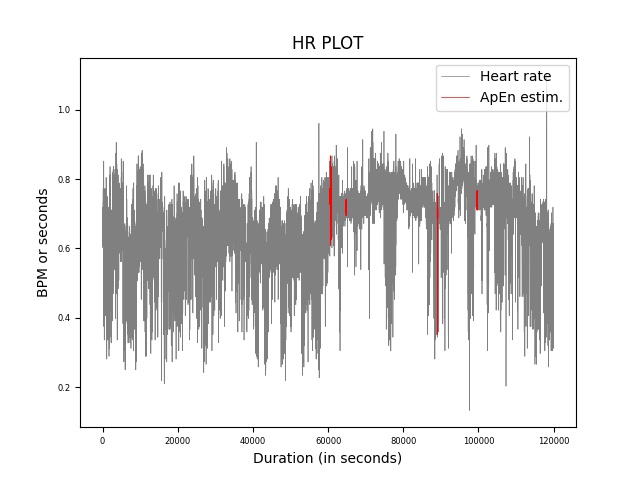 HR PLOT
Heart rate
ApEn estim.
BPM or seconds
1.0
0.8
0.6
0.4
0.2
0 20000 40000 60000 80000 100000 120000
Duration (in seconds)